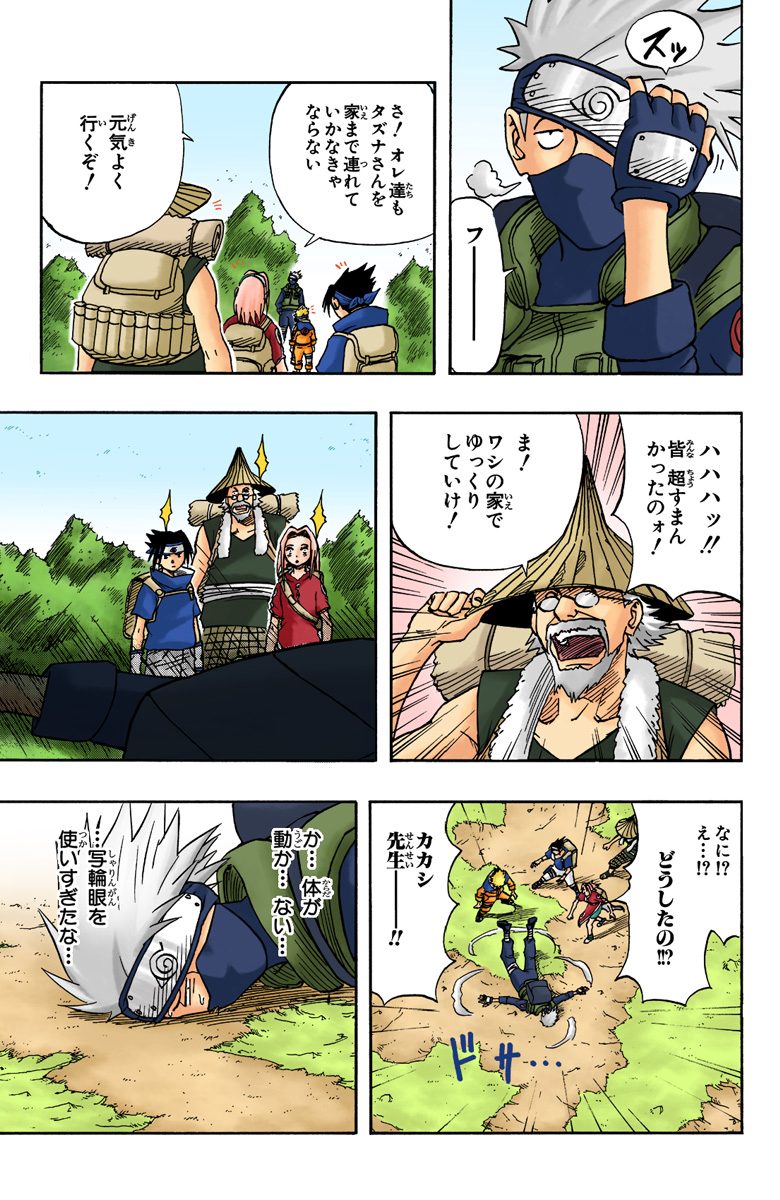 スッ
フーーー
さ！オレ達も
タズナさんを
家まで連れて
いかなきゃ
ならない
元気よく
行くぞ！
ハハハッ!!
皆 超すまん
かったのォ！
ま！
ワシの家で
ゆっくり
していけ！
なに!?
え…!?
どうしたの!!?
カカシ
先生――!!
ドサ…
か…体が
動か…ない…
…写輪眼を
使いすぎたな…